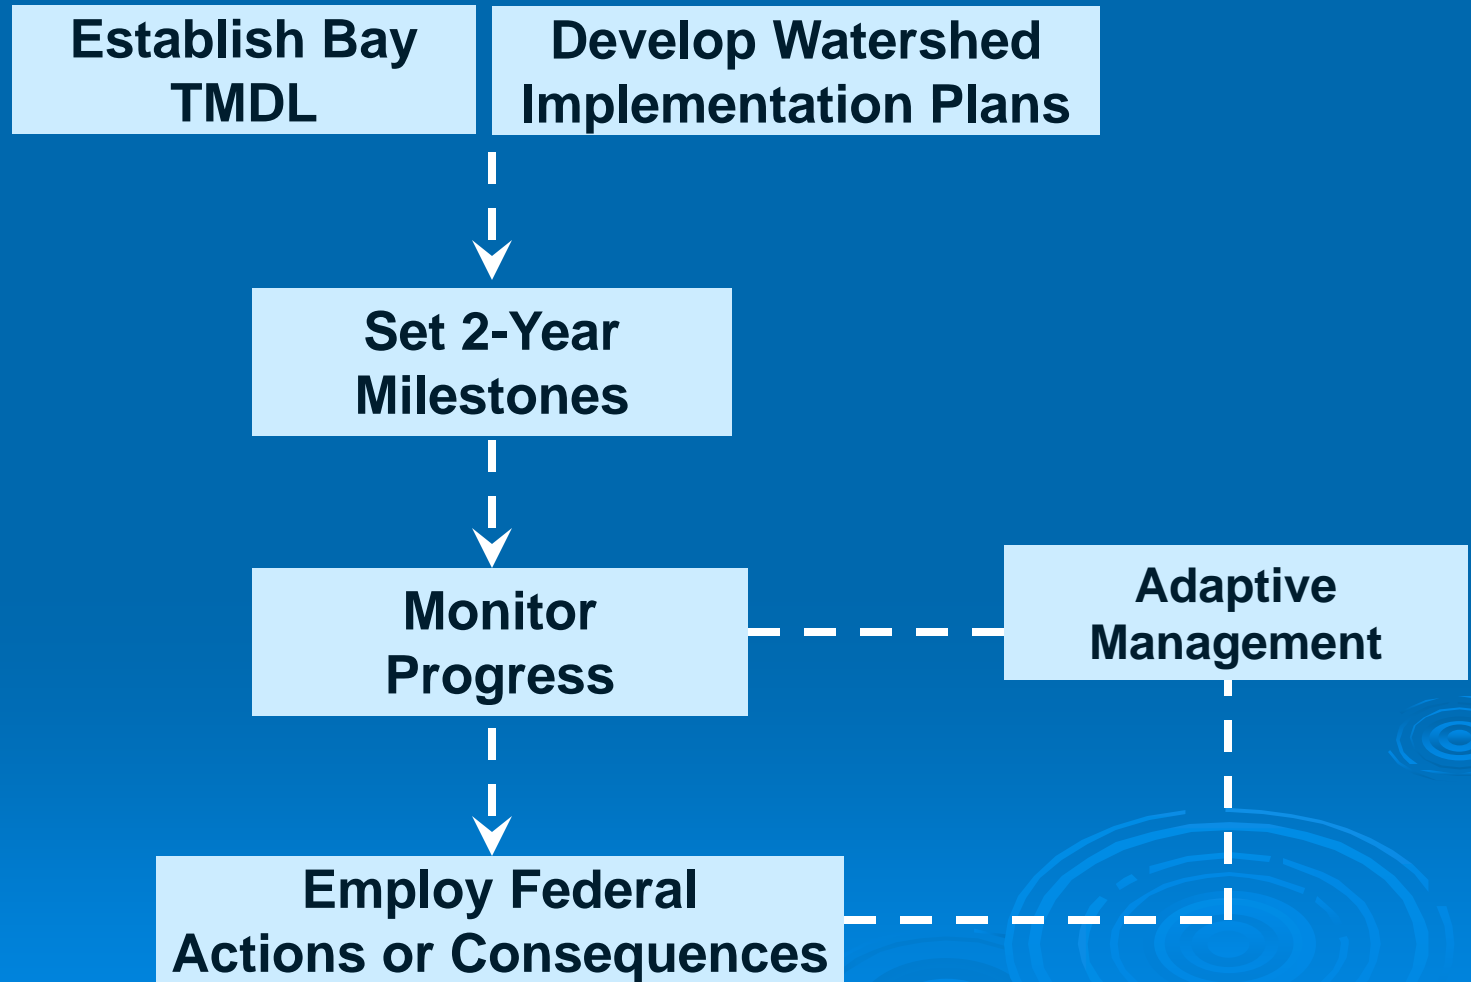 Establish Bay
TMDL
Develop Watershed
Implementation Plans
Set 2-Year
Milestones
Monitor
Progress
Adaptive
Management
Employ Federal
Actions or Consequences